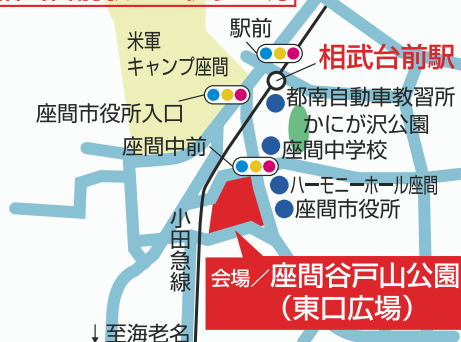 駅前
米軍
キャンプ座間
相武台前駅
座間市役所入口
都南自動車教習所
かにが沢公園
座間中前
座間中学校
ハーモニーホール座間
座間市役所
小田急線
会場／座間谷戸山公園
（東口広場）
↓至海老名